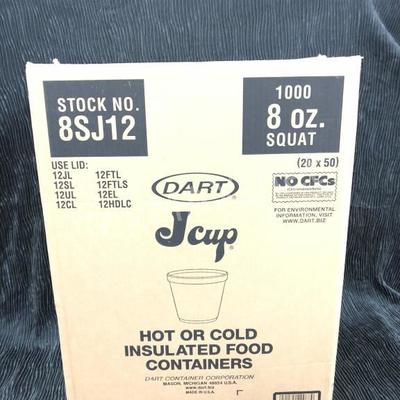 STOCK NO.
8SJ12
1000
8 oz.
SQUAT
(20 x 50)
USE LID:
12JL 12FTL
12SL 12FTLS
12UL 12EL
12CL 12HDLC
DART
NO CFCs
FOR ENVIRONMENTAL
INFORMATION, VISIT
WWW.DART.BIZ
J cup
HOT OR COLD
INSULATED FOOD
CONTAINERS
DART CONTAINER CORPORATION
MASON, MICHIGAN 48854 U.S.A.
www.dart.biz
MADE IN U.S.A.